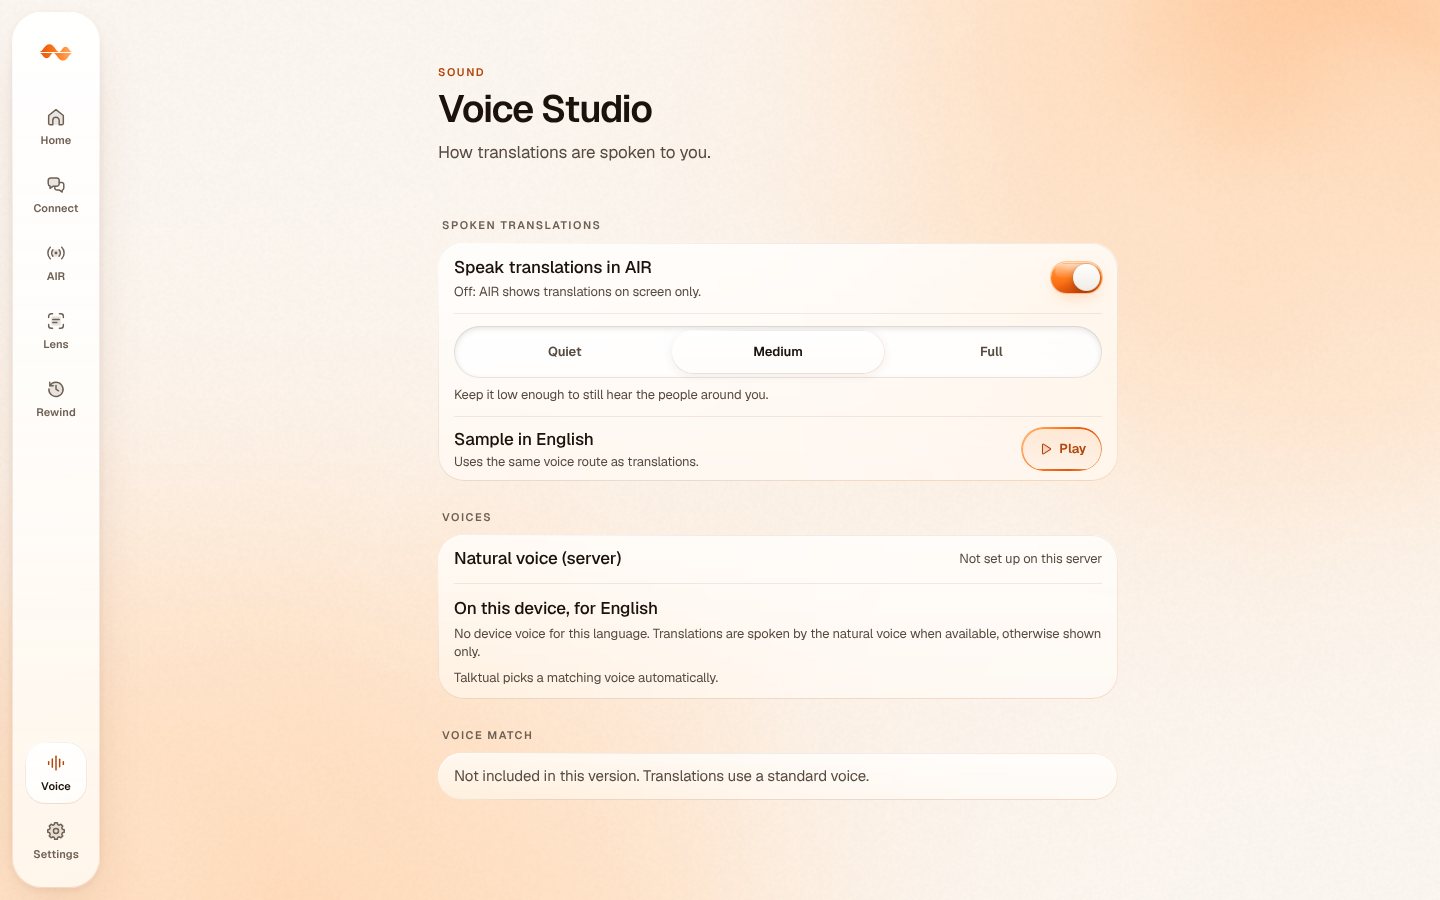 Home
Connect
AIR
Lens
Rewind
Voice
Settings
SOUND
Voice Studio
How translations are spoken to you.
SPOKEN TRANSLATIONS
Speak translations in AIR
Off: AIR shows translations on screen only.
Quiet
Medium
Full
Keep it low enough to still hear the people around you.
Sample in English
Uses the same voice route as translations.
Play
VOICES
Natural voice (server)
Not set up on this server
On this device, for English
No device voice for this language. Translations are spoken by the natural voice when available, otherwise shown
only.
Talktual picks a matching voice automatically.
VOICE MATCH
Not included in this version. Translations use a standard voice.